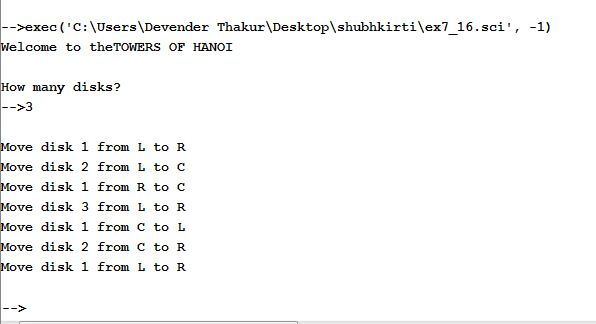 -->exec('C:\Users\Devender Thakur\Desktop\shubhkirti\ex7_16.sci', -1)
Welcome to theTOWERS OF HANOI
How many disks?
-->3
Move disk 1 from L to R
Move disk 2 from L to C
Move disk 1 from R to C
Move disk 3 from L to R
Move disk 1 from C to L
Move disk 2 from C to R
Move disk 1 from L to R
-->